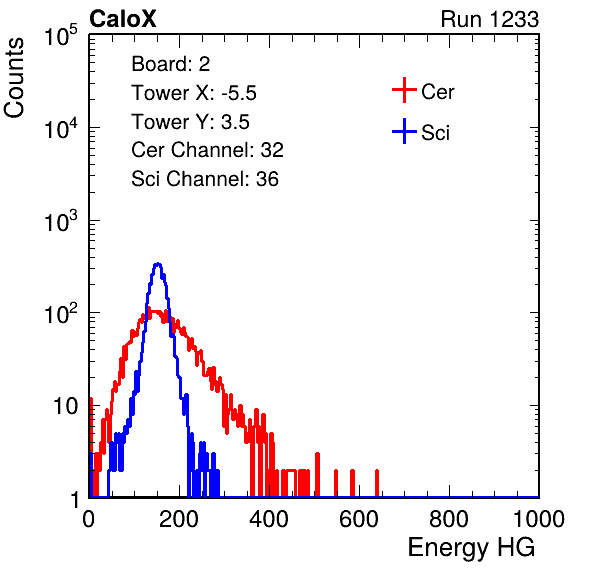 CaloX Run 1233
Counts
Board: 2
Tower X: -5.5
Tower Y: 3.5
Cer Channel: 32
Sci Channel: 36
Cer
Sci
10^5
10^4
10^3
10^2
10
1
0 200 400 600 800 1000
Energy HG